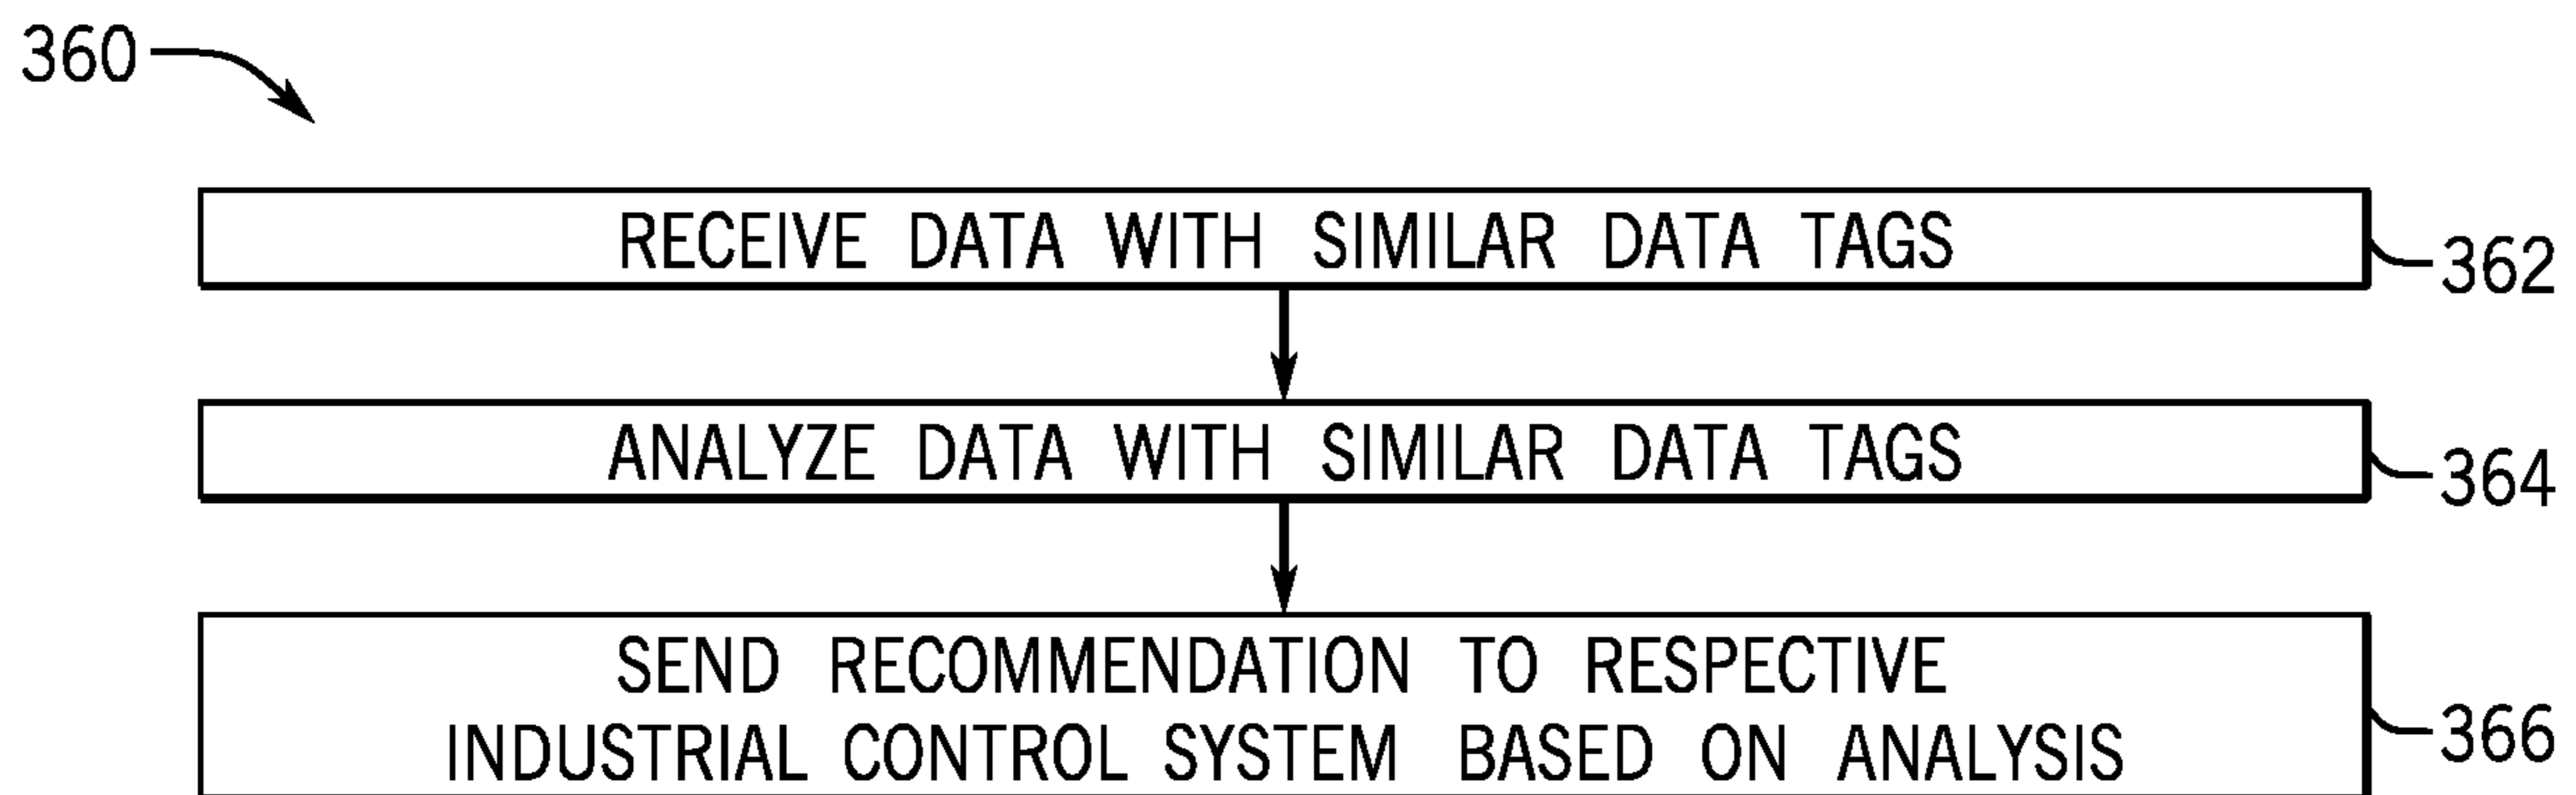 360
RECEIVE DATA WITH SIMILAR DATA TAGS
362
ANALYZE DATA WITH SIMILAR DATA TAGS
364
SEND RECOMMENDATION TO RESPECTIVE
INDUSTRIAL CONTROL SYSTEM BASED ON ANALYSIS
366